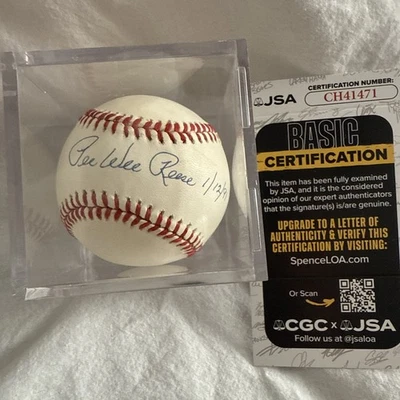 Pee Wee Reese 1/12/
JSA
CERTIFICATION NUMBER:
CH41471
BASIC
CERTIFICATION
This item has been fully examined
by JSA, and it is the considered
opinion of our expert authenticators
that the signature(s) is/are genuine.
UPGRADE TO A LETTER OF
AUTHENTICITY & VERIFY THIS
CERTIFICATION BY VISITING:
SpenceLOA.com
Or Scan
CGC x JSA
Follow us at @jsaloa